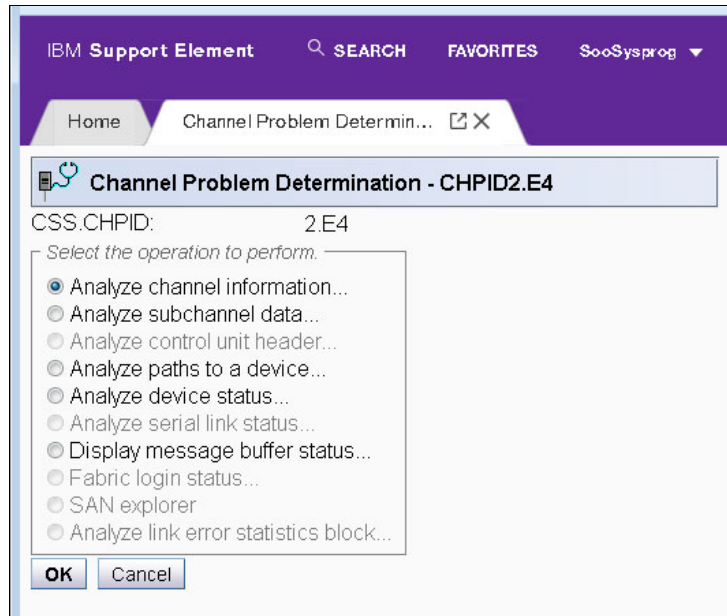 IBM Support Element SEARCH FAVORITES SooSysprog
Home Channel Problem Determin...
Channel Problem Determination - CHPID2.E4
CSS.CHPID: 2.E4
Select the operation to perform.
Analyze channel information...
Analyze subchannel data...
Analyze control unit header...
Analyze paths to a device...
Analyze device status...
Analyze serial link status...
Display message buffer status...
Fabric login status...
SAN explorer
Analyze link error statistics block...
OK Cancel